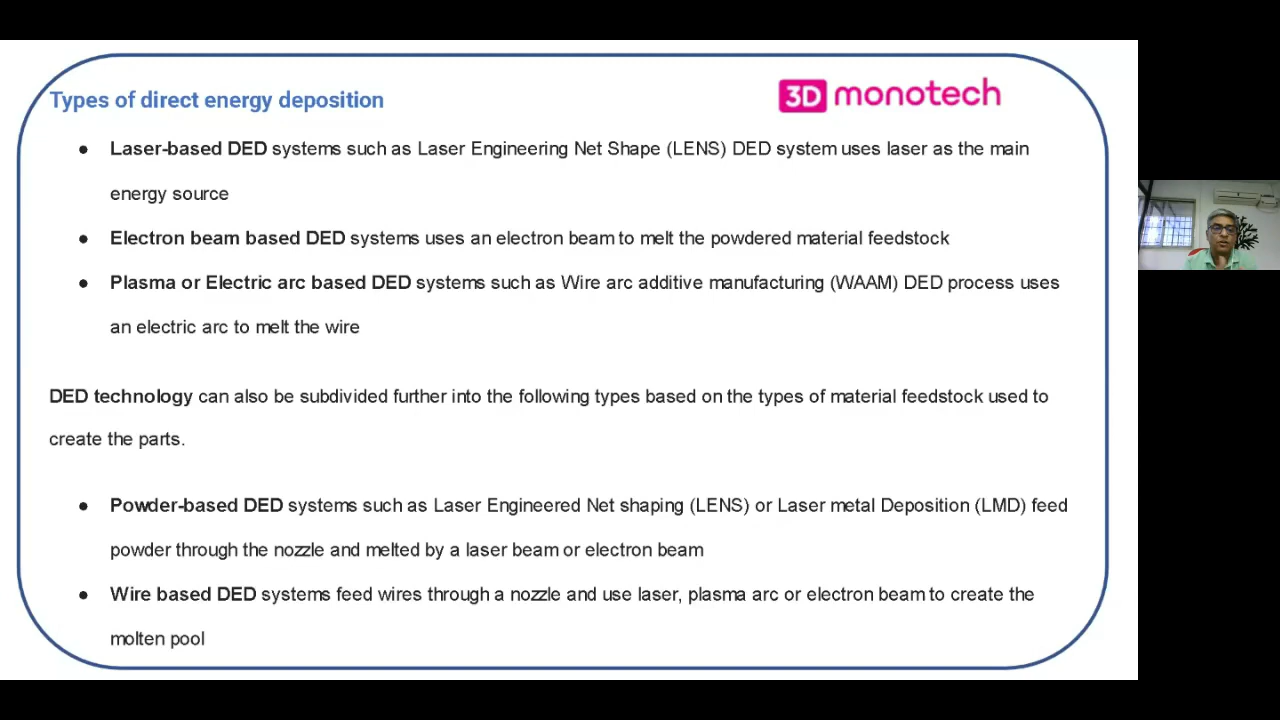 Types of direct energy deposition
3D monotech
● Laser-based DED systems such as Laser Engineering Net Shape (LENS) DED system uses laser as the main
energy source
● Electron beam based DED systems uses an electron beam to melt the powdered material feedstock
● Plasma or Electric arc based DED systems such as Wire arc additive manufacturing (WAAM) DED process uses
an electric arc to melt the wire
DED technology can also be subdivided further into the following types based on the types of material feedstock used to
create the parts.
● Powder-based DED systems such as Laser Engineered Net shaping (LENS) or Laser metal Deposition (LMD) feed
powder through the nozzle and melted by a laser beam or electron beam
● Wire based DED systems feed wires through a nozzle and use laser, plasma arc or electron beam to create the
molten pool